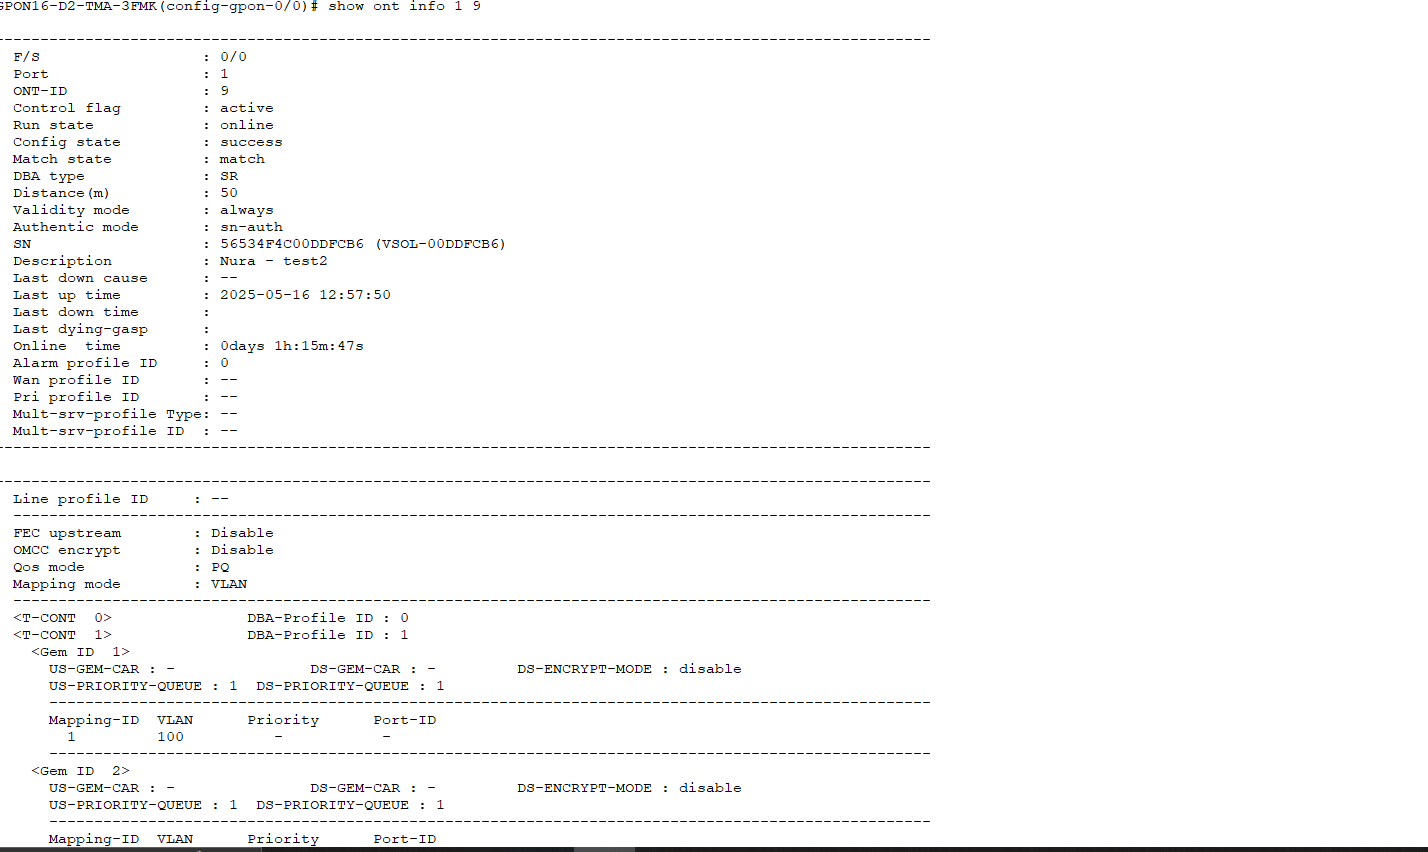 GPON16-D2-TMA-3FMK(config-gpon-0/0)# show ont info 1 9
--------------------------------------------------------------------------------------------------------
F/S                  : 0/0
Port                 : 1
ONT-ID               : 9
Control flag         : active
Run state            : online
Config state         : success
Match state          : match
DBA type             : SR
Distance(m)          : 50
Validity mode        : always
Authentic mode       : sn-auth
SN                   : 56534F4C00DDFCB6 (VSOL-00DDFCB6)
Description          : Nura - test2
Last down cause      : --
Last up time         : 2025-05-16 12:57:50
Last down time       :
Last dying-gasp      :
Online  time         : 0days 1h:15m:47s
Alarm profile ID     : 0
Wan profile ID       : --
Pri profile ID       : --
Mult-srv-profile Type: --
Mult-srv-profile ID  : --
--------------------------------------------------------------------------------------------------------
--------------------------------------------------------------------------------------------------------
Line profile ID     : --
------------------------------------------------------------------------------------------------------
FEC upstream        : Disable
OMCC encrypt        : Disable
Qos mode            : PQ
Mapping mode        : VLAN
------------------------------------------------------------------------------------------------------
<T-CONT  0>               DBA-Profile ID : 0
<T-CONT  1>               DBA-Profile ID : 1
<Gem ID  1>
US-GEM-CAR : -               DS-GEM-CAR : -         DS-ENCRYPT-MODE : disable
US-PRIORITY-QUEUE : 1  DS-PRIORITY-QUEUE : 1
--------------------------------------------------------------------------------------------------
Mapping-ID  VLAN      Priority      Port-ID
1         100          -           -
--------------------------------------------------------------------------------------------------
<Gem ID  2>
US-GEM-CAR : -               DS-GEM-CAR : -         DS-ENCRYPT-MODE : disable
US-PRIORITY-QUEUE : 1  DS-PRIORITY-QUEUE : 1
--------------------------------------------------------------------------------------------------
Mapping-ID  VLAN      Priority      Port-ID